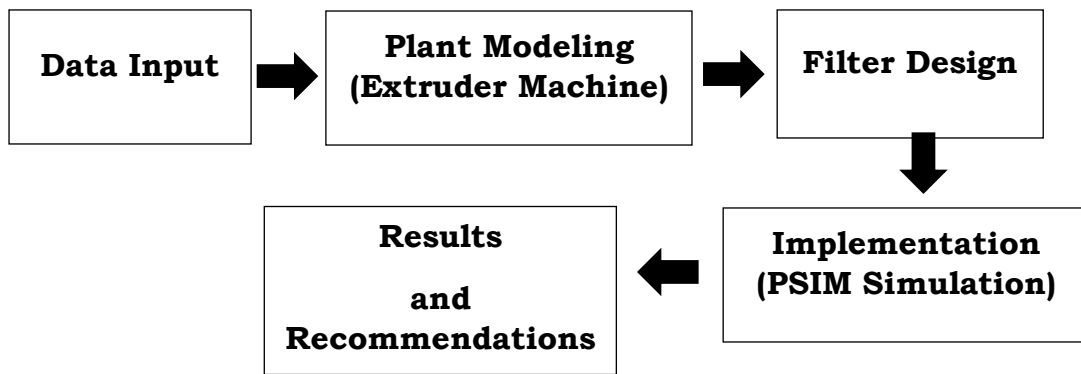 Data Input
Plant Modeling
(Extruder Machine)
Filter Design
Implementation
(PSIM Simulation)
Results
and
Recommendations